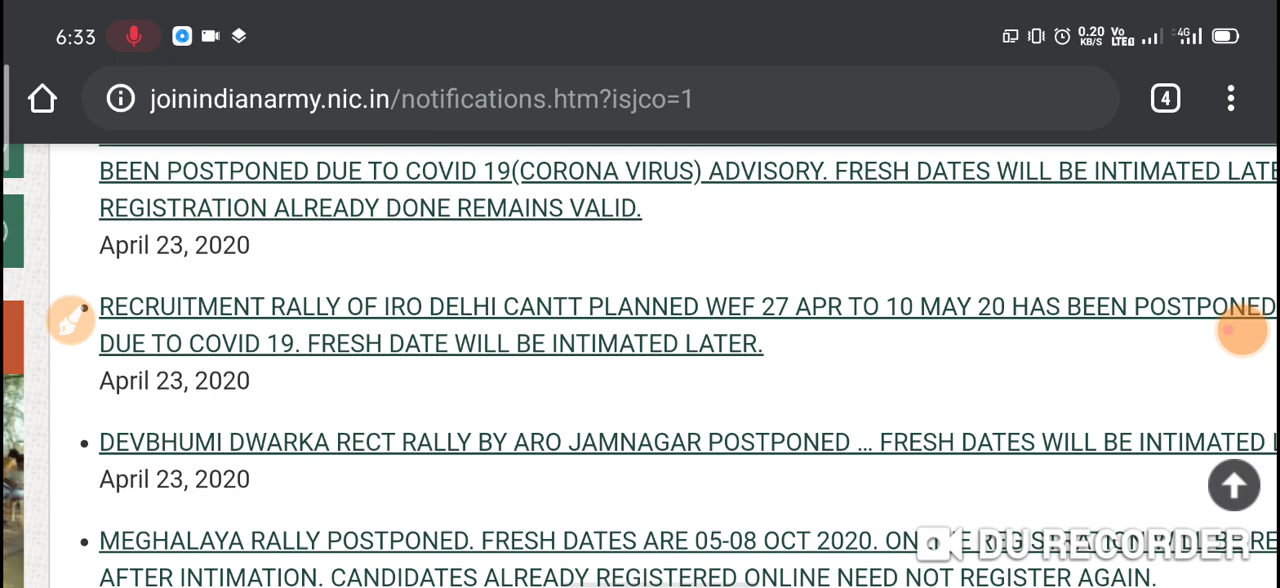 6:33 0.20 KB/S Vo LTE 4G
joinindianarmy.nic.in/notifications.htm?isjco=1 4
BEEN POSTPONED DUE TO COVID 19(CORONA VIRUS) ADVISORY. FRESH DATES WILL BE INTIMATED LATE
REGISTRATION ALREADY DONE REMAINS VALID.
April 23, 2020
• RECRUITMENT RALLY OF IRO DELHI CANTT PLANNED WEF 27 APR TO 10 MAY 20 HAS BEEN POSTPONED
DUE TO COVID 19. FRESH DATE WILL BE INTIMATED LATER.
April 23, 2020
• DEVBHUMI DWARKA RECT RALLY BY ARO JAMNAGAR POSTPONED ... FRESH DATES WILL BE INTIMATED
April 23, 2020
• MEGHALAYA RALLY POSTPONED. FRESH DATES ARE 05-08 OCT 2020. WILL BE
DU RECORDER
AFTER INTIMATION. CANDIDATES ALREADY REGISTERED ONLINE NEED NOT REGISTER AGAIN.